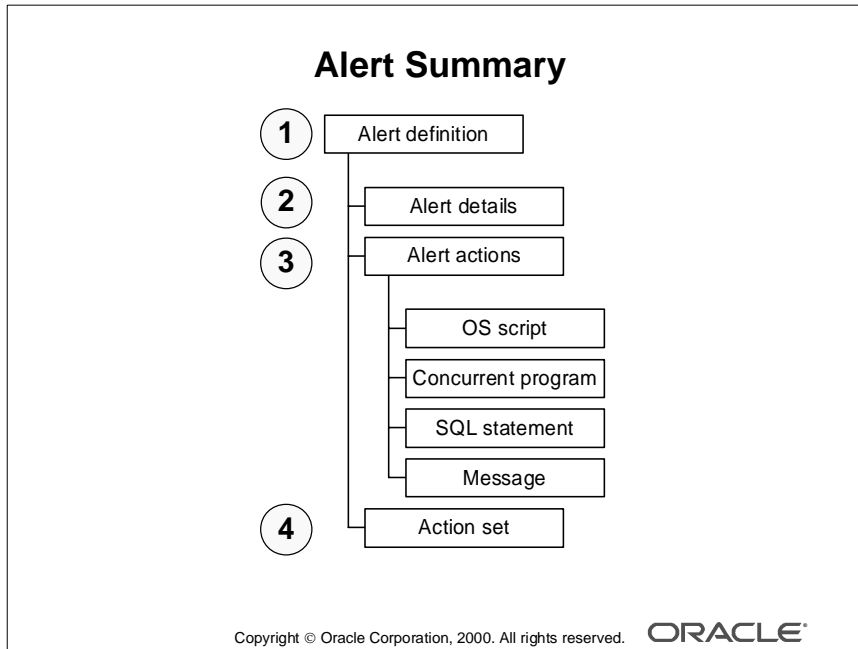 Alert Summary
1 Alert definition
2 Alert details
3 Alert actions
OS script
Concurrent program
SQL statement
Message
4 Action set
Copyright © Oracle Corporation, 2000. All rights reserved. ORACLE®